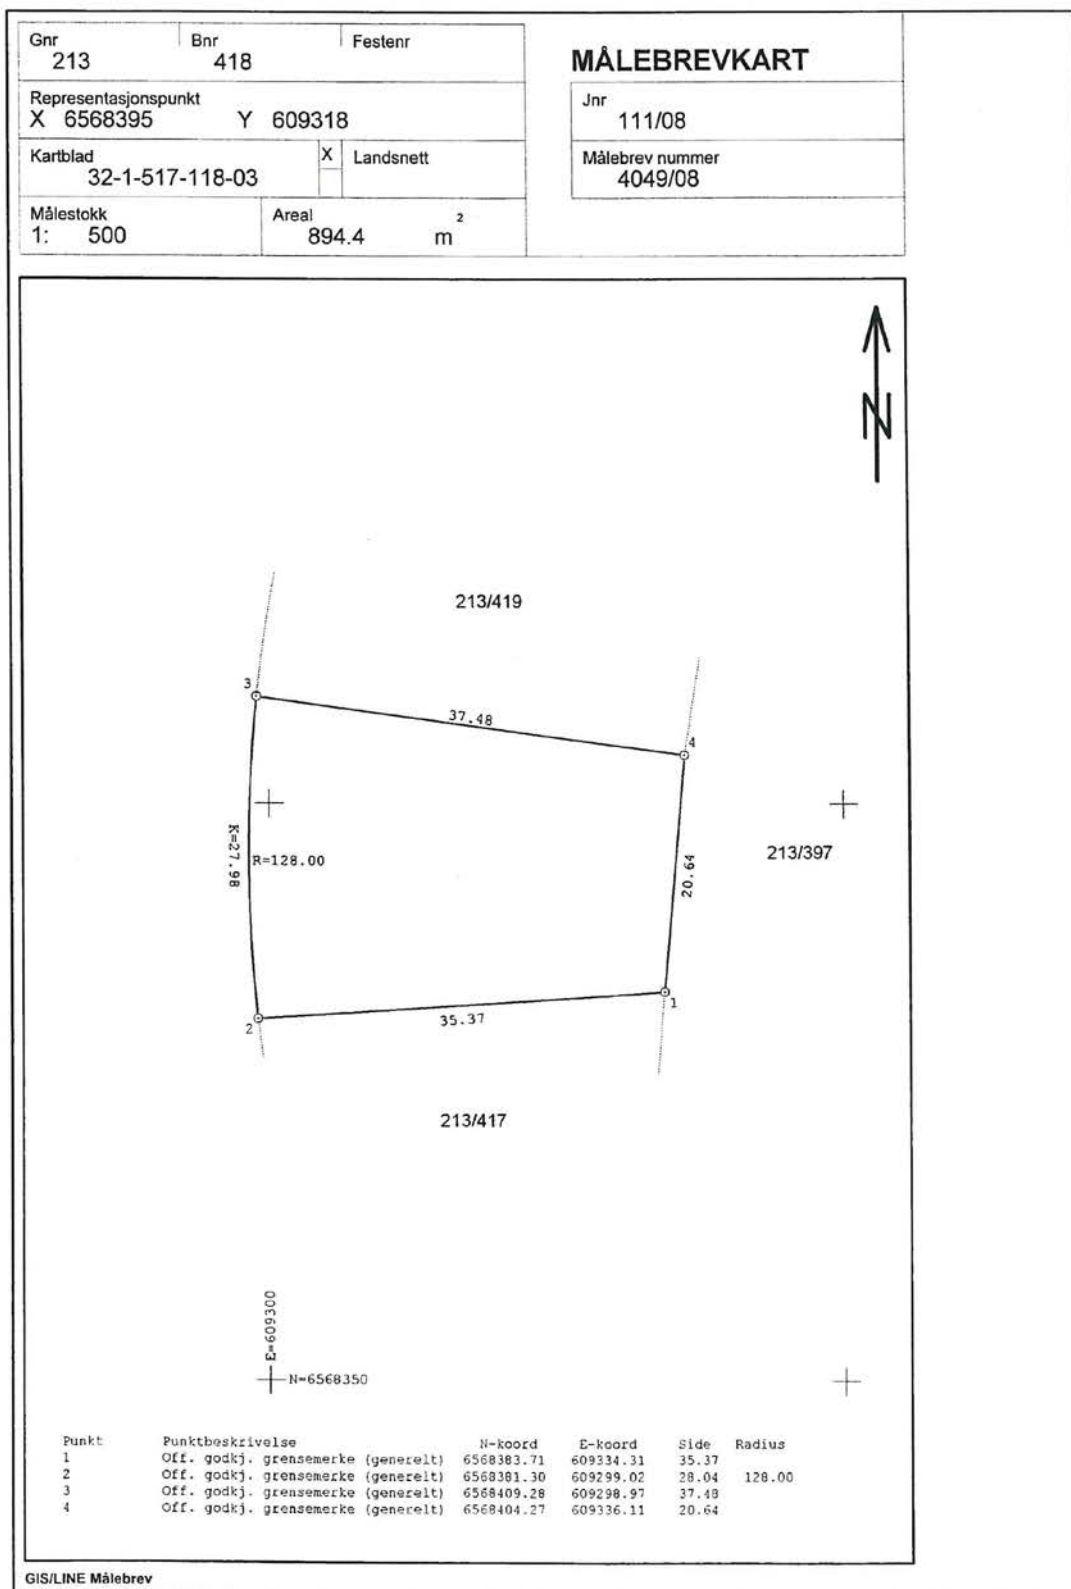 Gnr Bnr Festenr
213 418
MÅLEBREVKART
Representasjonspunkt
X 6568395 Y 609318
Jnr
111/08
Kartblad X Landsnett
32-1-517-118-03
Målebrev nummer
4049/08
Målestokk Areal 2
1: 500 894.4 m
N
213/419
3
37.48
4
K=27.98
R=128.00
20.64
213/397
1
2
35.37
213/417
E=609300
N=6568350
Punkt Punktbeskrivelse N-koord E-koord Side Radius
1 Off. godkj. grensemerke (generelt) 6568383.71 609334.31 35.37
2 Off. godkj. grensemerke (generelt) 6568381.30 609299.02 28.04 128.00
3 Off. godkj. grensemerke (generelt) 6568409.28 609298.97 37.48
4 Off. godkj. grensemerke (generelt) 6568404.27 609336.11 20.64
GIS/LINE Målebrev